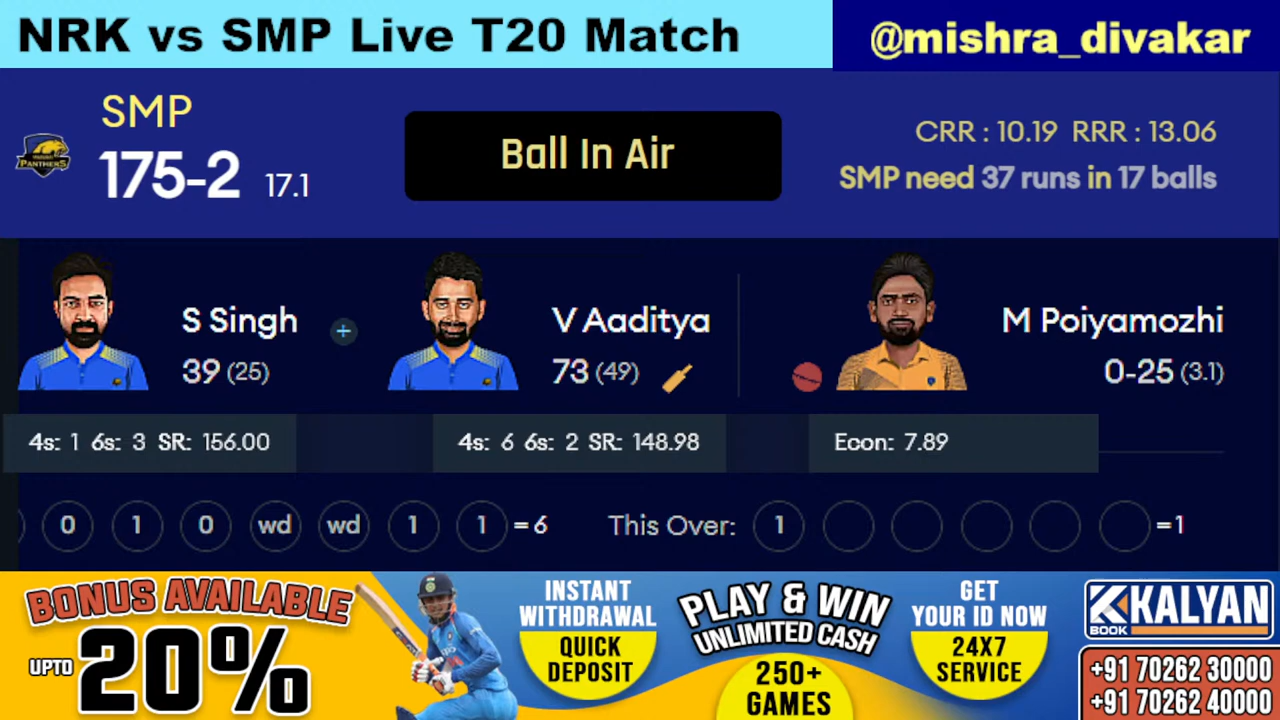 NRK vs SMP Live T20 Match
@mishra_divakar
SMP
175-2 17.1
PANTHERS
Ball In Air
CRR : 10.19 RRR : 13.06
SMP need 37 runs in 17 balls
S Singh
39 (25)
+
V Aaditya
73 (49)
M Poiyamozhi
0-25 (3.1)
4s: 1 6s: 3 SR: 156.00
4s: 6 6s: 2 SR: 148.98
Econ: 7.89
0 1 0 wd wd 1 1 = 6
This Over: 1 =1
BONUS AVAILABLE
UPTO 20%
INSTANT
WITHDRAWAL
QUICK
DEPOSIT
PLAY & WIN
UNLIMITED CASH
250+
GAMES
GET
YOUR ID NOW
24X7
SERVICE
KALYAN
BOOK
+91 70262 30000
+91 70262 40000